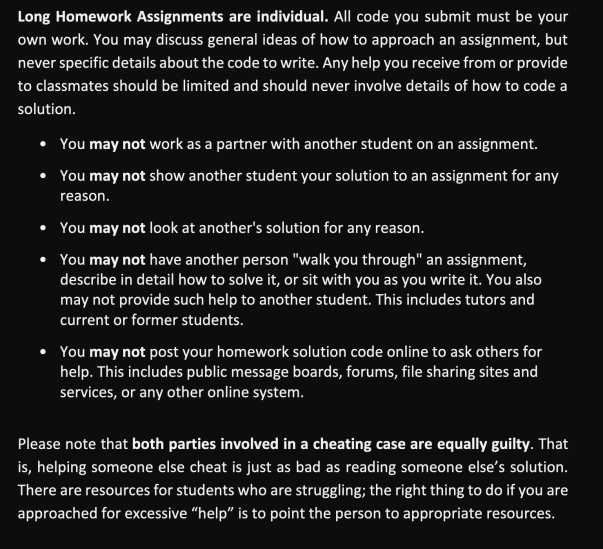 Long Homework Assignments are individual. All code you submit must be your
own work. You may discuss general ideas of how to approach an assignment, but
never specific details about the code to write. Any help you receive from or provide
to classmates should be limited and should never involve details of how to code a
solution.
• You may not work as a partner with another student on an assignment.
• You may not show another student your solution to an assignment for any
reason.
• You may not look at another's solution for any reason.
• You may not have another person "walk you through" an assignment,
describe in detail how to solve it, or sit with you as you write it. You also
may not provide such help to another student. This includes tutors and
current or former students.
• You may not post your homework solution code online to ask others for
help. This includes public message boards, forums, file sharing sites and
services, or any other online system.
Please note that both parties involved in a cheating case are equally guilty. That
is, helping someone else cheat is just as bad as reading someone else’s solution.
There are resources for students who are struggling; the right thing to do if you are
approached for excessive “help” is to point the person to appropriate resources.